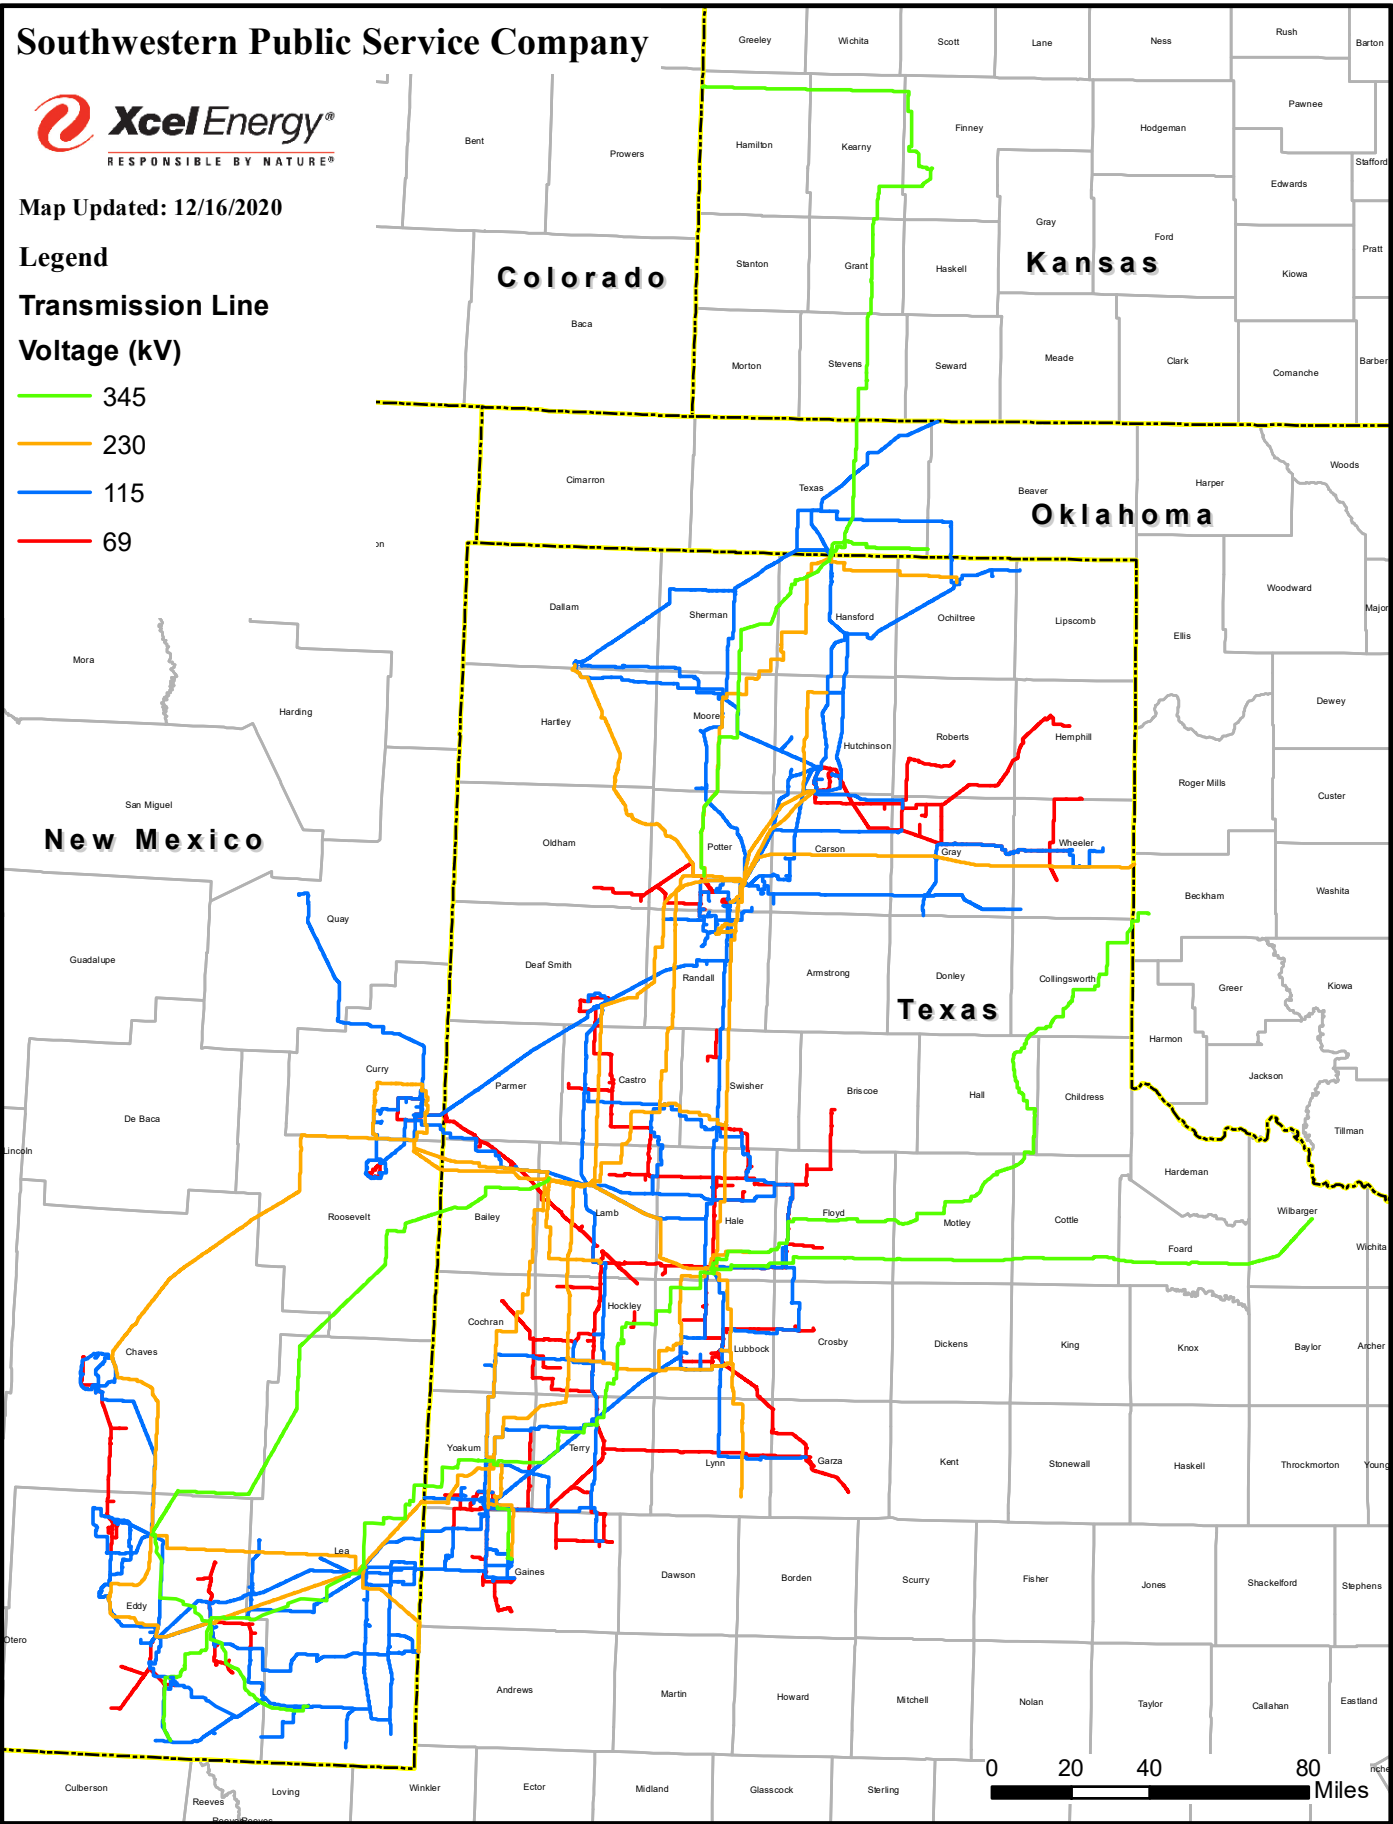 Southwestern Public Service Company
Xcel Energy®
RESPONSIBLE BY NATURE®
Map Updated: 12/16/2020
Legend
Transmission Line
Voltage (kV)
345
230
115
69
Greeley
Wichita
Scott
Lane
Ness
Rush
Barton
Bent
Prowers
Hamilton
Kearny
Finney
Hodgeman
Pawnee
Stafford
Edwards
Gray
Ford
Pratt
Colorado
Stanton
Grant
Haskell
Kansas
Kiowa
Baca
Morton
Stevens
Seward
Meade
Clark
Comanche
Barber
Cimarron
Texas
Beaver
Harper
Woods
Oklahoma
on
Woodward
Major
Dallam
Sherman
Hansford
Ochiltree
Lipscomb
Ellis
Mora
Harding
Hartley
Moore
Hutchinson
Roberts
Hemphill
Dewey
Roger Mills
Custer
San Miguel
New Mexico
Oldham
Potter
Carson
Gray
Wheeler
Beckham
Washita
Quay
Guadalupe
Deaf Smith
Randall
Armstrong
Donley
Collingsworth
Greer
Kiowa
Texas
Harmon
Jackson
Curry
Parmer
Castro
Swisher
Briscoe
Hall
Childress
De Baca
Tillman
Lincoln
Hardeman
Roosevelt
Bailey
Lamb
Hale
Floyd
Motley
Cottle
Foard
Wilbarger
Wichita
Chaves
Cochran
Hockley
Lubbock
Crosby
Dickens
King
Knox
Baylor
Archer
Yoakum
Terry
Lynn
Garza
Kent
Stonewall
Haskell
Throckmorton
Young
Lea
Eddy
Otero
Gaines
Dawson
Borden
Scurry
Fisher
Jones
Shackelford
Stephens
Andrews
Martin
Howard
Mitchell
Nolan
Taylor
Callahan
Eastland
Culberson
Reeves
Loving
Winkler
Ector
Midland
Glasscock
Sterling
0 20 40 80
Miles